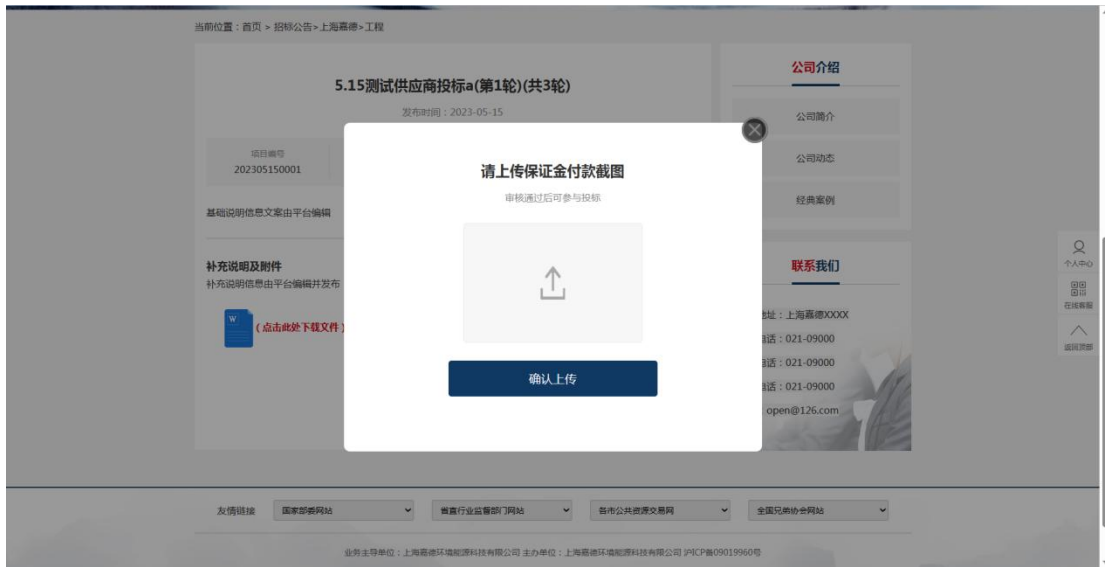 当前位置：首页 > 招标公告>上海嘉德>工程
5.15测试供应商投标a(第1轮)(共3轮)
发布时间：2023-05-15
项目编号
202305150001
基础说明信息文案由平台编辑
补充说明及附件
补充说明信息由平台编辑并发布
W
(点击此处下载文件)
请上传保证金付款截图
审核通过后可参与投标
确认上传
公司介绍
公司简介
公司动态
经典案例
联系我们
地址：上海嘉德XXXX
电话：021-09000
电话：021-09000
电话：021-09000
open@126.com
个人中心
在线客服
返回顶部
友情链接 国家部委网站 省直行业监督部门网站 各市公共资源交易网 全国兄弟协会网站
业务主导单位：上海嘉德环境能源科技有限公司 主办单位：上海嘉德环境能源科技有限公司 沪ICP备09019960号